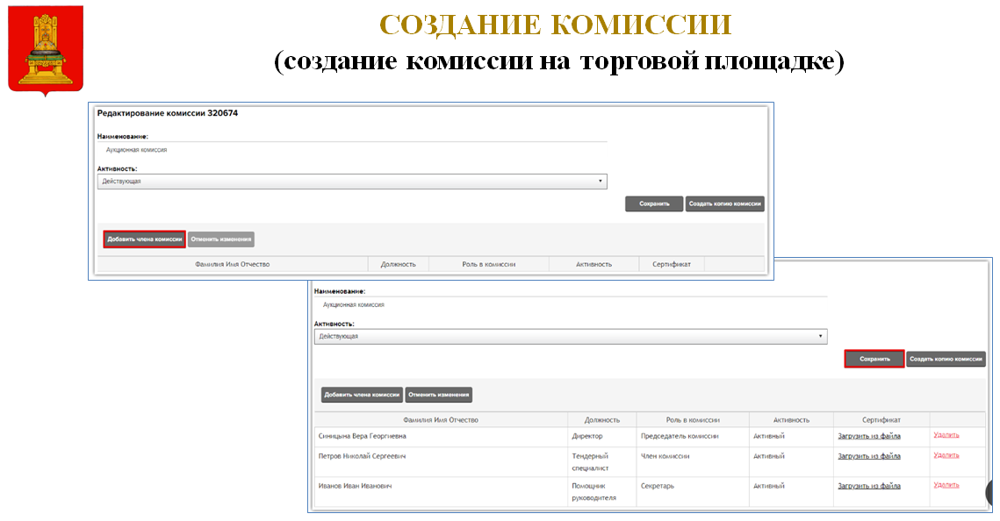 СОЗДАНИЕ КОМИССИИ
(создание комиссии на торговой площадке)
Редактирование комиссии 320674
Наименование:
Аукционная комиссия
Активность:
Действующая
Сохранить Создать копию комиссии
Добавить члена комиссии Отменить изменения
Фамилия Имя Отчество Должность Роль в комиссии Активность Сертификат
Наименование:
Аукционная комиссия
Активность:
Действующая
Сохранить Создать копию комиссии
Добавить члена комиссии Отменить изменения
Фамилия Имя Отчество Должность Роль в комиссии Активность Сертификат
Синицына Вера Георгиевна Директор Председатель комиссии Активный Загрузить из файла Удалить
Петров Николай Сергеевич Тендерный Член комиссии Активный Загрузить из файла Удалить
специалист
Иванов Иван Иванович Помощник Секретарь Активный Загрузить из файла Удалить
руководителя